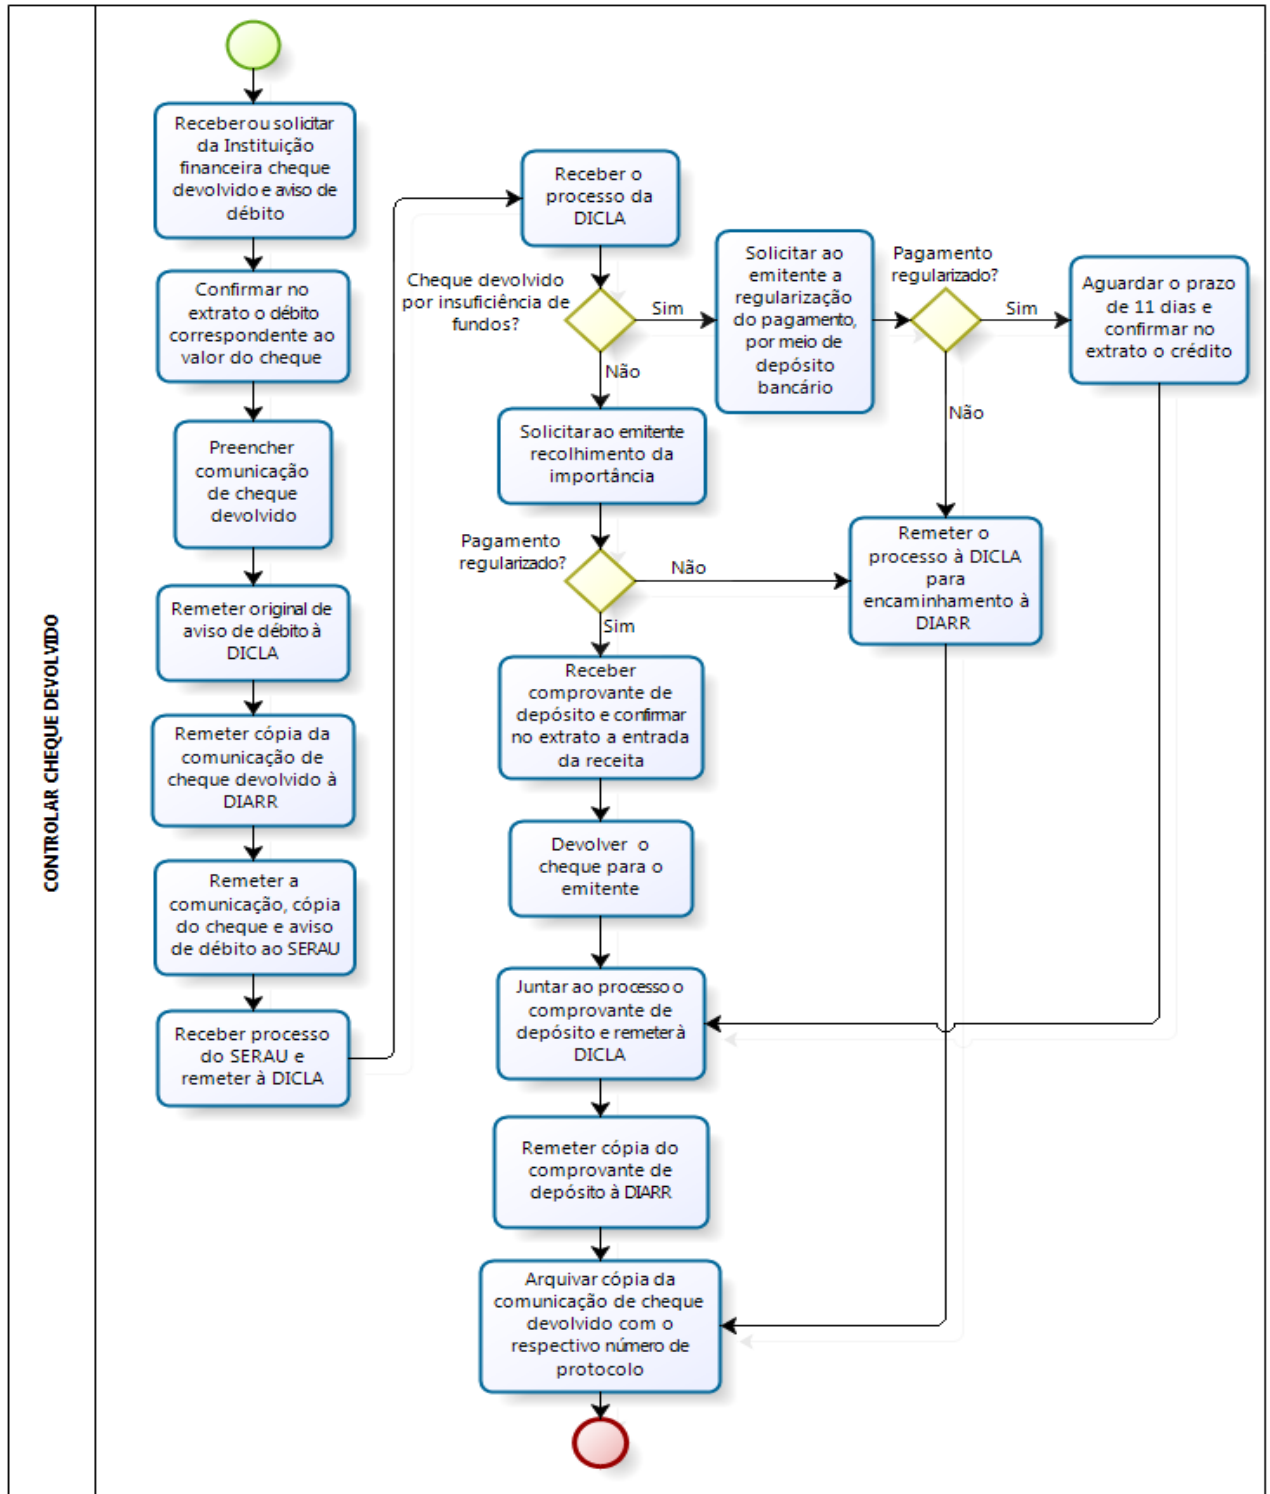 CONTROLAR CHEQUE DEVOLVIDO
Receber ou solicitar
da Instituição
financeira cheque
devolvido e aviso de
débito
Confirmar no
extrato o débito
correspondente ao
valor do cheque
Preencher
comunicação
de cheque
devolvido
Remeter original de
aviso de débito à
DICLA
Remeter cópia da
comunicação de
cheque devolvido à
DIARR
Remeter a
comunicação, cópia
do cheque e aviso
de débito ao SERAU
Receber processo
do SERAU e
remeter à DICLA
Receber o
processo da
DICLA
Cheque devolvido
por insuficiência de
fundos?
Sim
Solicitar ao
emitente a
regularização
do pagamento,
por meio de
depósito
bancário
Pagamento
regularizado?
Sim
Aguardar o prazo
de 11 dias e
confirmar no
extrato o crédito
Não
Não
Solicitar ao emitente
recolhimento da
importância
Pagamento
regularizado?
Não
Remeter o
processo à DICLA
para
encaminhamento à
DIARR
Sim
Receber
comprovante de
depósito e confirmar
no extrato a entrada
da receita
Devolver o
cheque para o
emitente
Juntar ao processo o
comprovante de
depósito e remeter à
DICLA
Remeter cópia do
comprovante de
depósito à DIARR
Arquivar cópia da
comunicação de cheque
devolvido com o
respectivo número de
protocolo